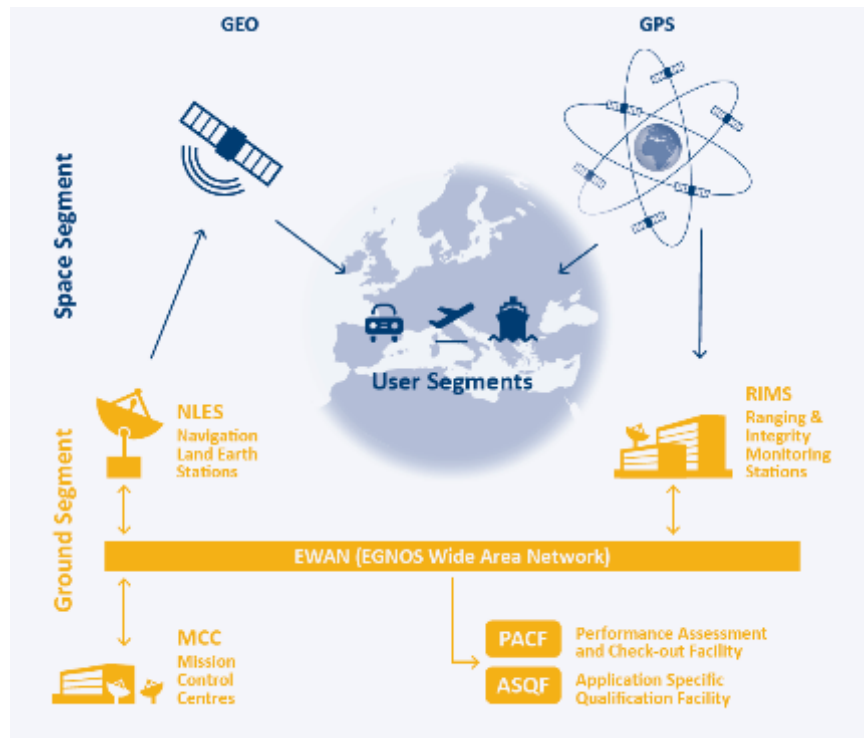 GEO
GPS
Space Segment
User Segments
NLES
Navigation
Land Earth
Stations
RIMS
Ranging &
Integrity
Monitoring
Stations
Ground Segment
EWAN (EGNOS Wide Area Network)
MCC
Mission
Control
Centres
PACF
Performance Assessment
and Check-out Facility
ASQF
Application Specific
Qualification Facility